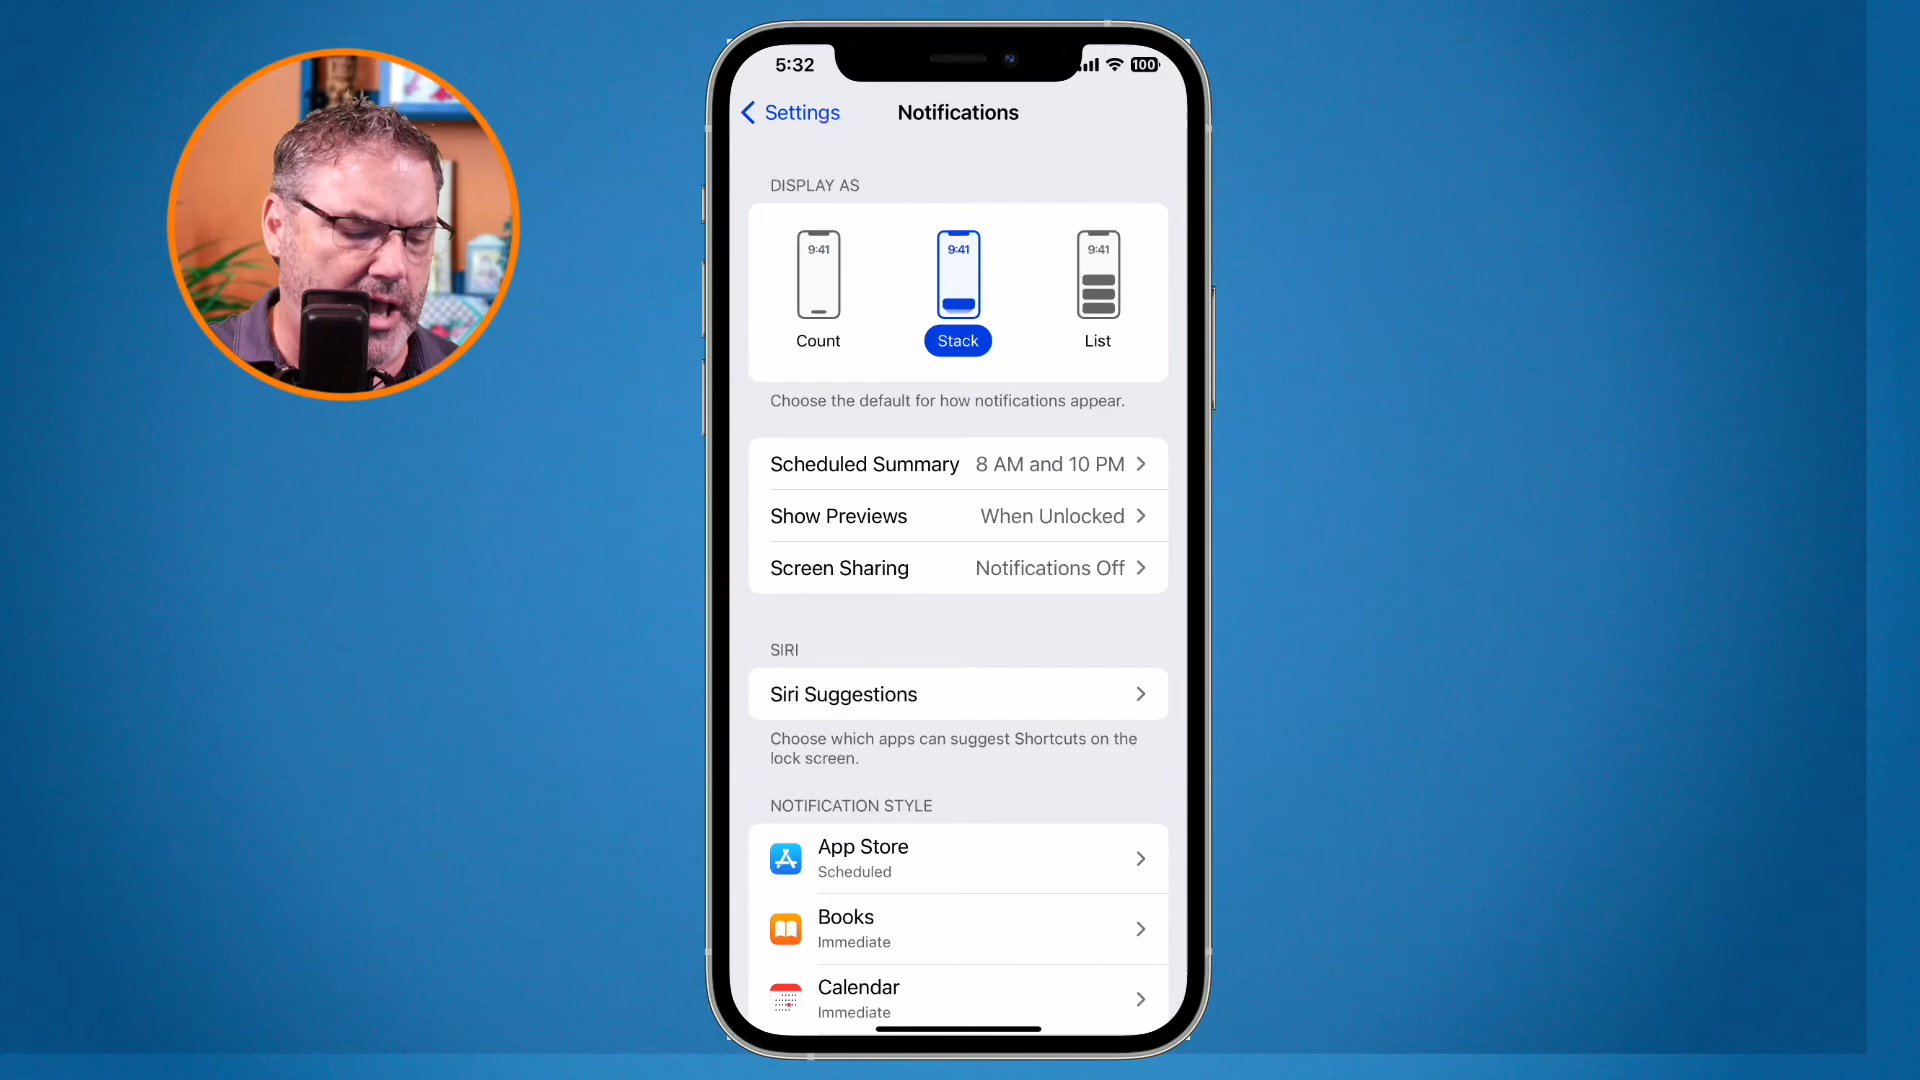 5:32
100
Settings
Notifications
DISPLAY AS
9:41
9:41
9:41
Count
Stack
List
Choose the default for how notifications appear.
Scheduled Summary 8 AM and 10 PM
Show Previews When Unlocked
Screen Sharing Notifications Off
SIRI
Siri Suggestions
Choose which apps can suggest Shortcuts on the
lock screen.
NOTIFICATION STYLE
App Store
Scheduled
Books
Immediate
Calendar
Immediate